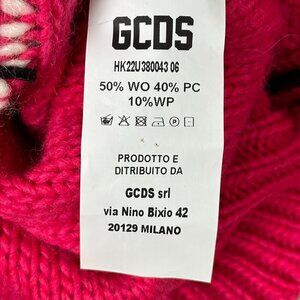 GCDS
HK22U380043 06
50% WO 40% PC
10%WP
PRODOTTO E
DITRIBUITO DA
GCDS srl
via Nino Bixio 42
20129 MILANO